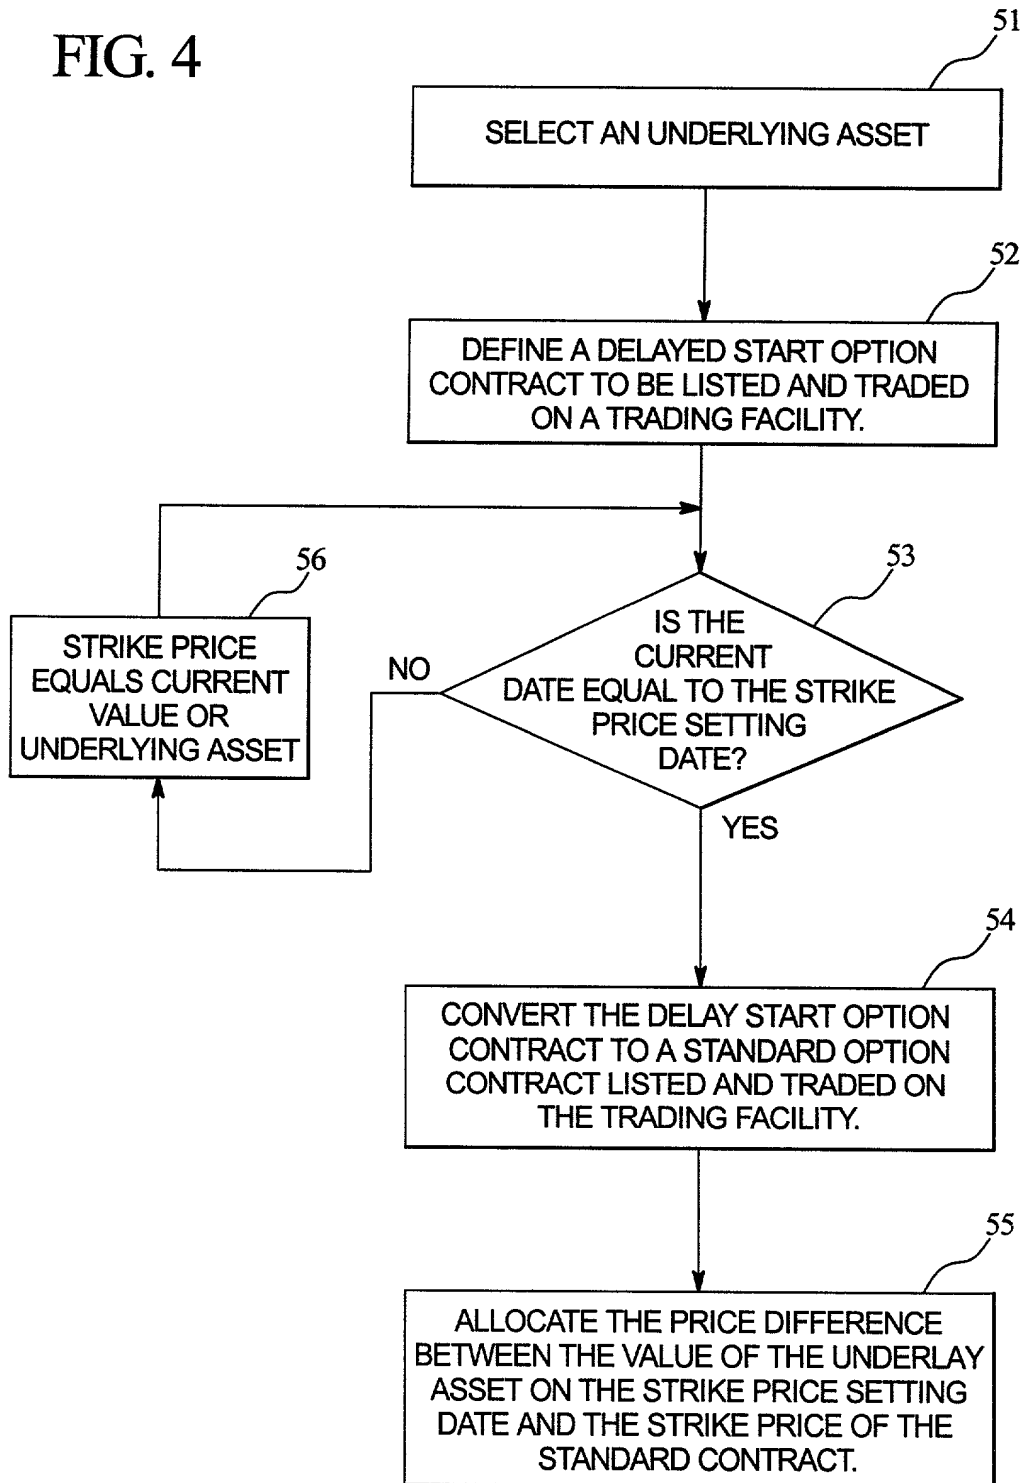 FIG. 4
51
SELECT AN UNDERLYING ASSET
52
DEFINE A DELAYED START OPTION
CONTRACT TO BE LISTED AND TRADED
ON A TRADING FACILITY.
56
STRIKE PRICE
EQUALS CURRENT
VALUE OR
UNDERLYING ASSET
NO
53
IS THE
CURRENT
DATE EQUAL TO THE STRIKE
PRICE SETTING
DATE?
YES
54
CONVERT THE DELAY START OPTION
CONTRACT TO A STANDARD OPTION
CONTRACT LISTED AND TRADED ON
THE TRADING FACILITY.
55
ALLOCATE THE PRICE DIFFERENCE
BETWEEN THE VALUE OF THE UNDERLAY
ASSET ON THE STRIKE PRICE SETTING
DATE AND THE STRIKE PRICE OF THE
STANDARD CONTRACT.